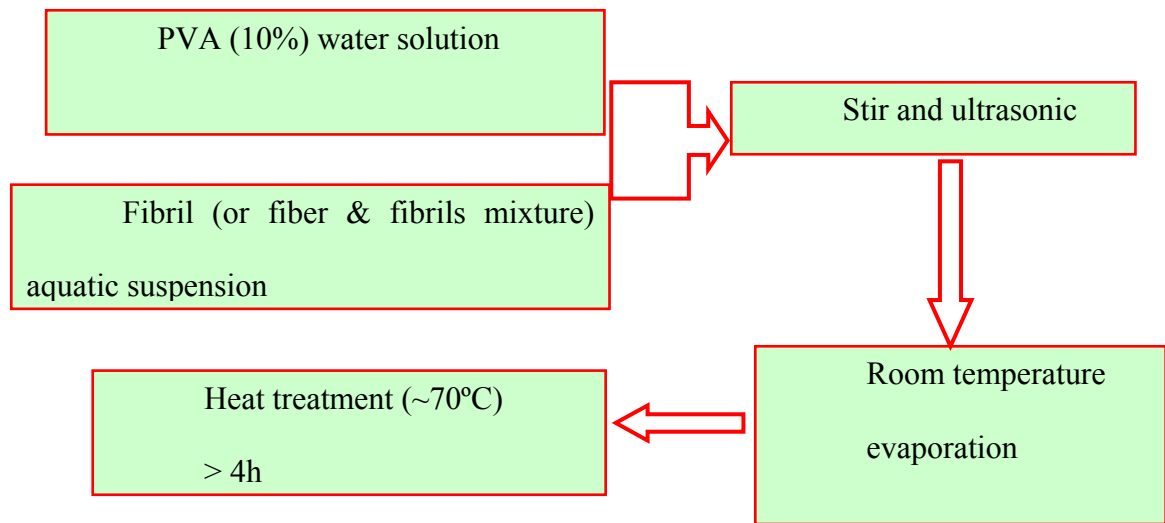 PVA (10%) water solution
Fibril (or fiber & fibrils mixture)
aquatic suspension
Stir and ultrasonic
Room temperature
evaporation
Heat treatment (~70ºC)
> 4h